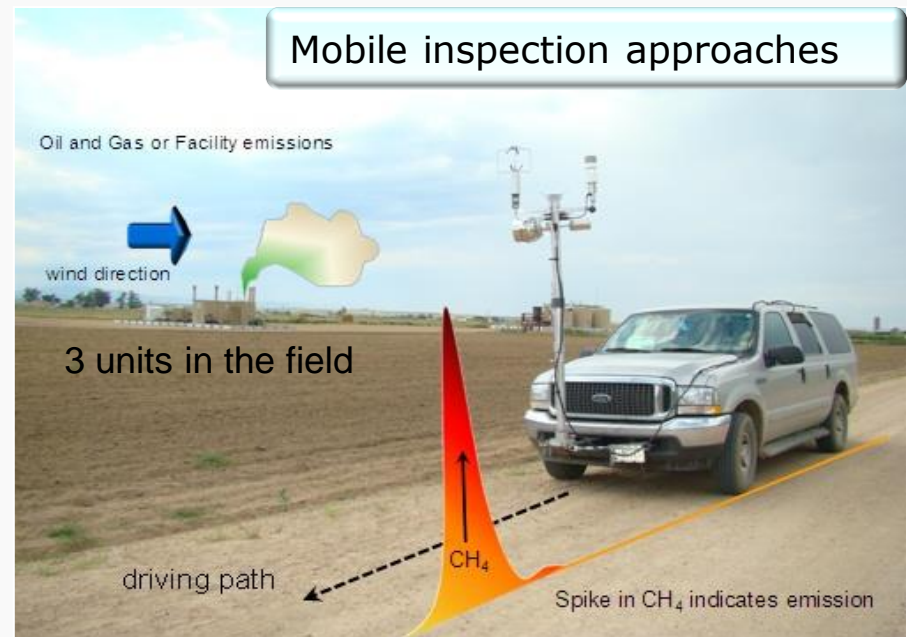 Mobile inspection approaches
Oil and Gas or Facility emissions
wind direction
3 units in the field
CH₄
driving path
Spike in CH₄ indicates emission